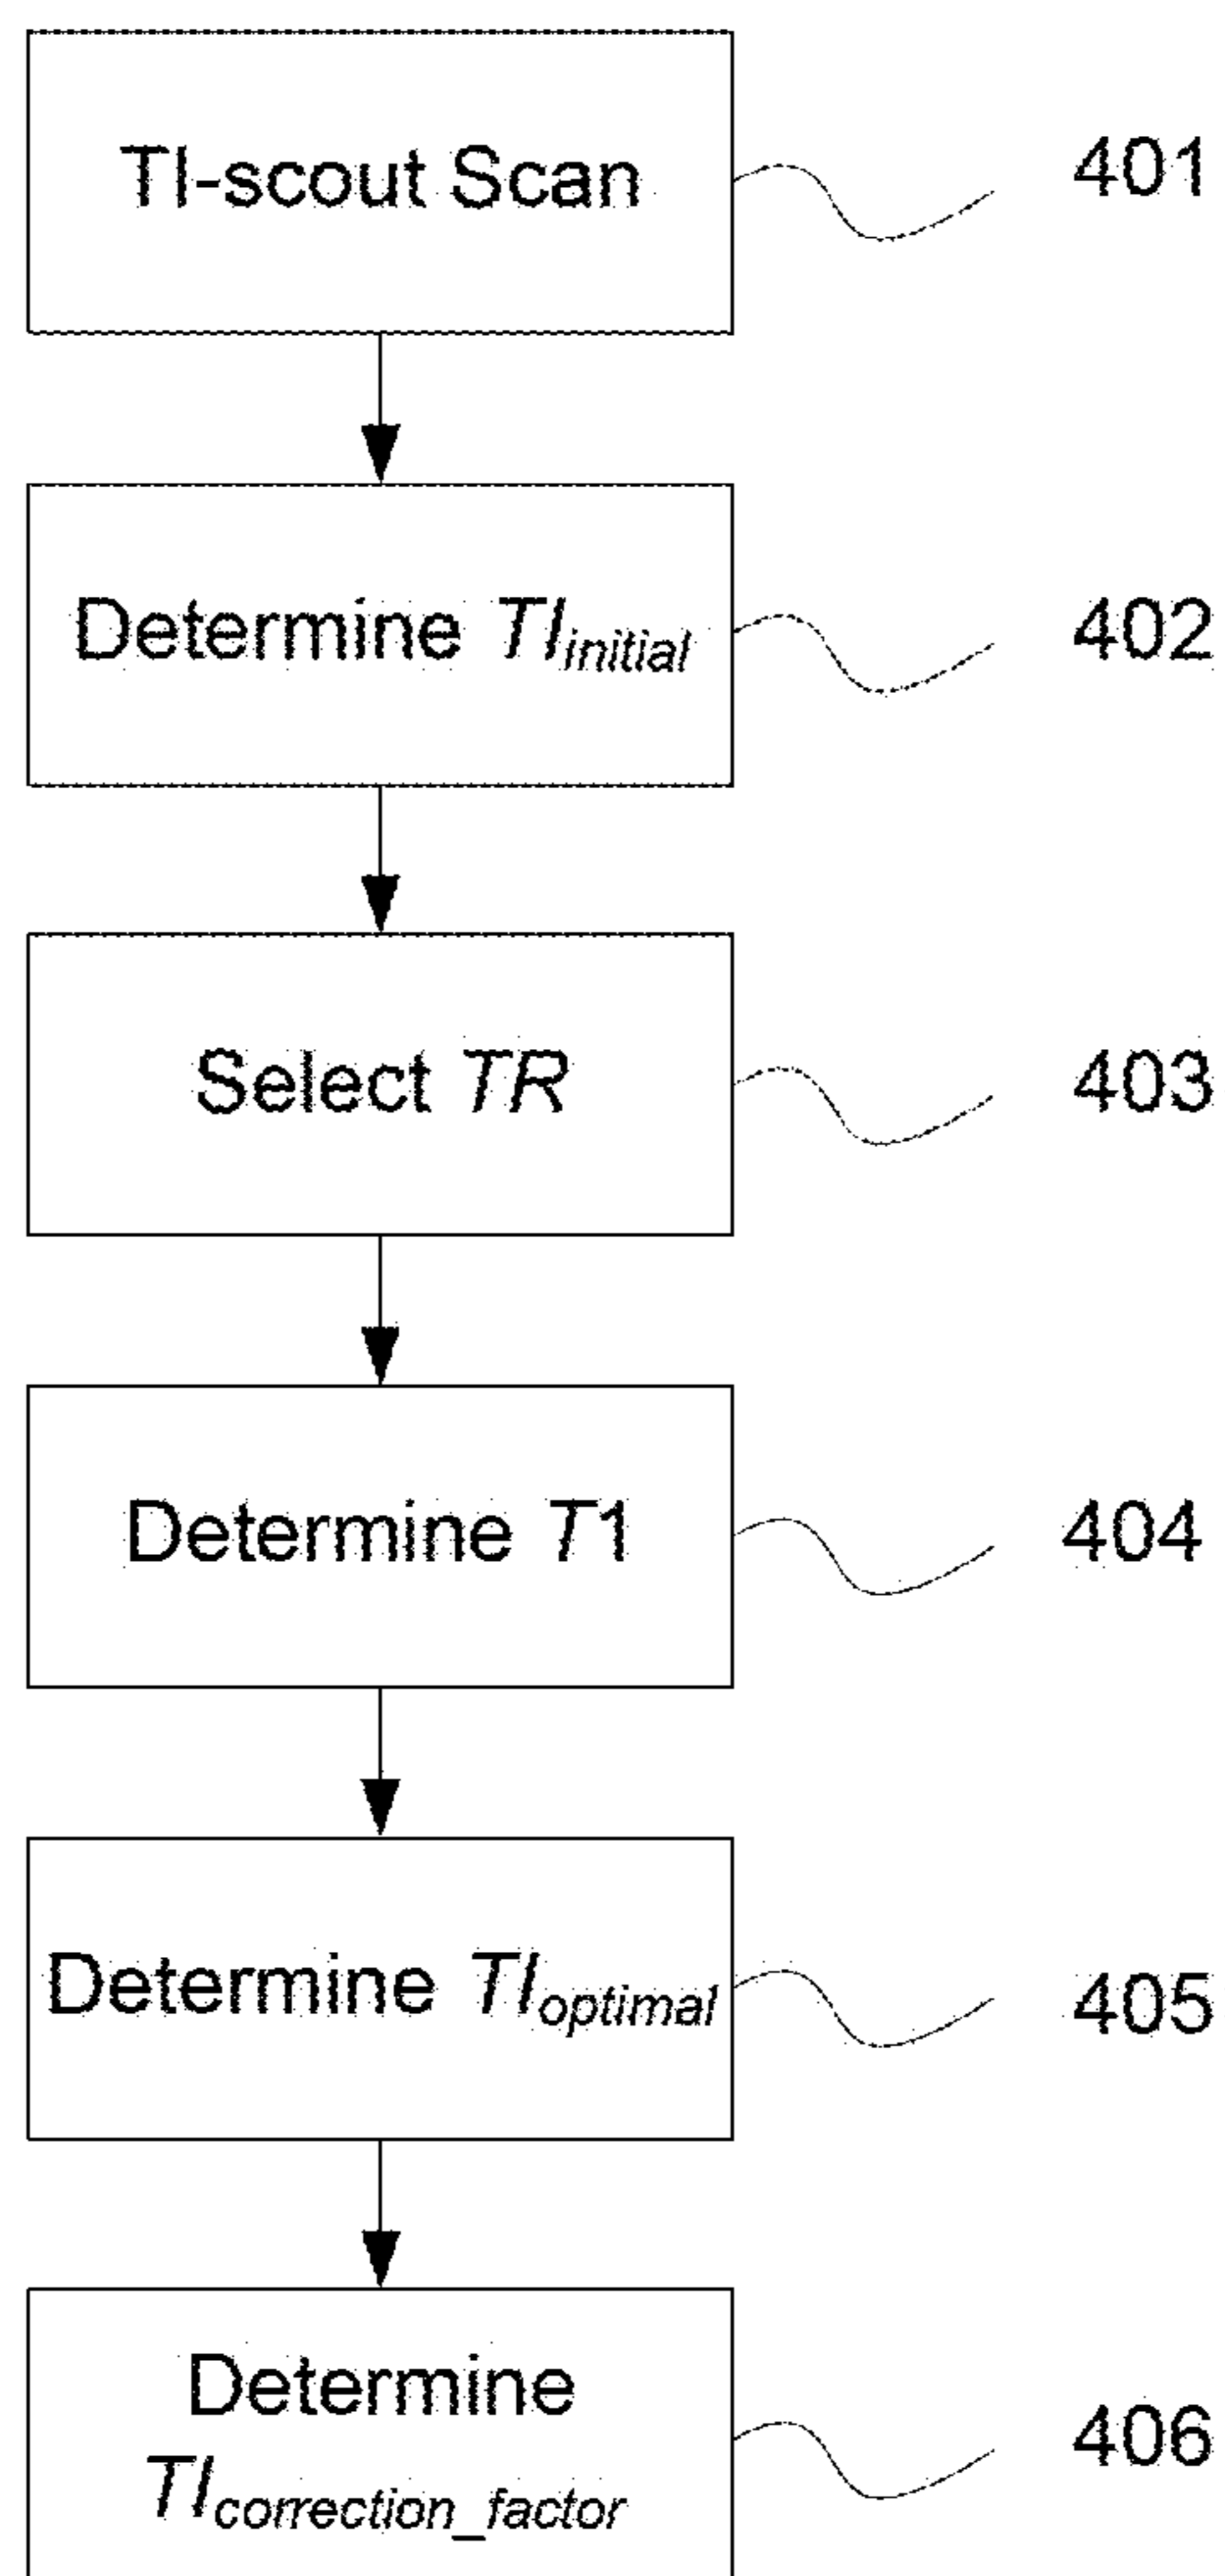 TI-scout Scan 401
Determine TIinitial 402
Select TR 403
Determine T1 404
Determine TIoptimal 405
Determine
TIcorrection_factor 406